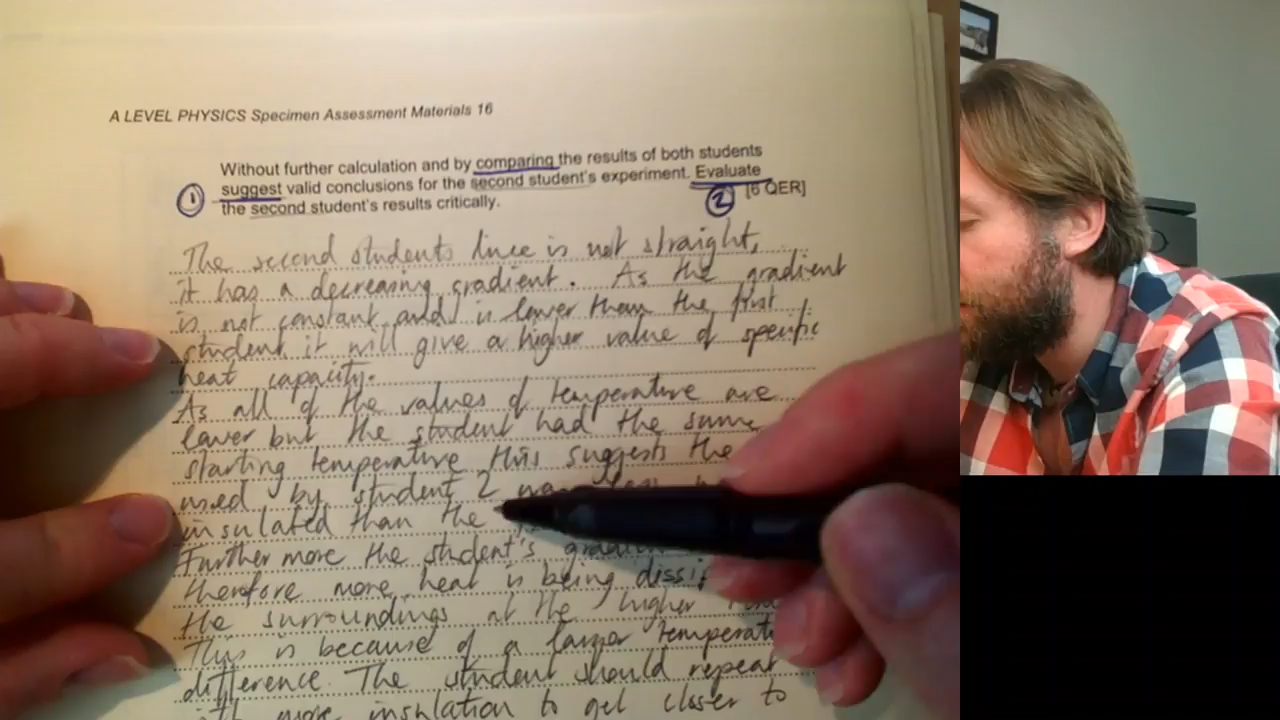 A LEVEL PHYSICS Specimen Assessment Materials 16
Without further calculation and by comparing the results of both students
suggest valid conclusions for the second student's experiment. Evaluate
the second student's results critically.
[6 QER]
1
2
The second students line is not straight,
it has a decreasing gradient. As the gradient
is not constant and is lower than the first
student it will give a higher value of specific
heat capacity.
As all of the values of temperature are
lower but the student had the same
starting temperature this suggests the
used by student 2
insulated than the
Further more the student's
therefore more heat is being
the surroundings at the higher
This is because of a larger
difference. The student should repeat
with more insulation to get closer to